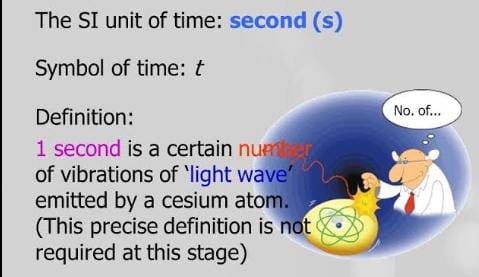 The SI unit of time: second (s)
Symbol of time: t
Definition:
1 second is a certain number
of vibrations of ‘light wave’
emitted by a cesium atom.
(This precise definition is not
required at this stage)
No. of...